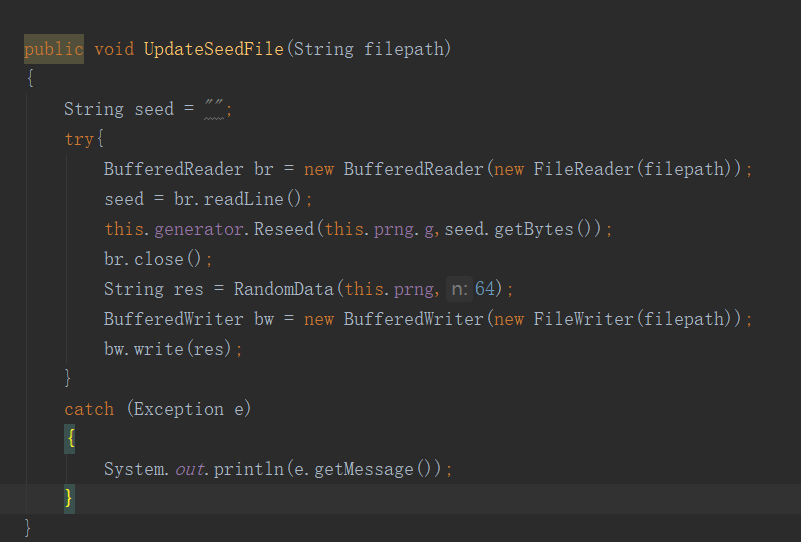 public void UpdateSeedFile(String filepath)
{
    String seed = "";
    try{
        BufferedReader br = new BufferedReader(new FileReader(filepath));
        seed = br.readLine();
        this.generator.Reseed(this.prng.g,seed.getBytes());
        br.close();
        String res = RandomData(this.prng, n: 64);
        BufferedWriter bw = new BufferedWriter(new FileWriter(filepath));
        bw.write(res);
    }
    catch (Exception e)
    {
        System.out.println(e.getMessage());
    }
}